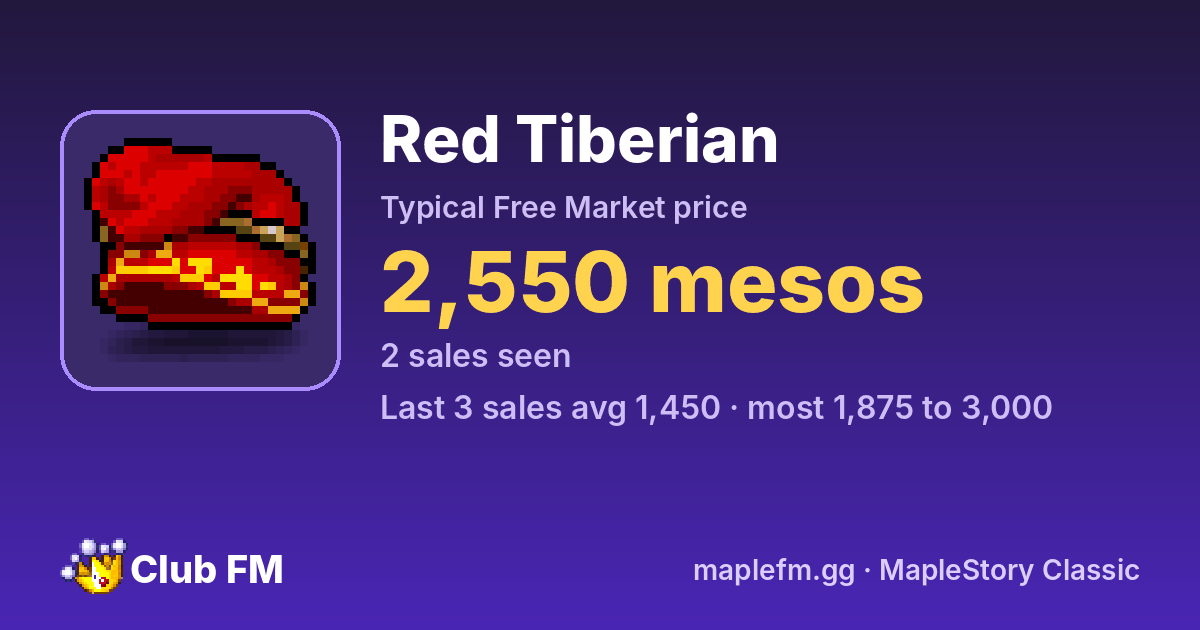 Red Tiberian
Typical Free Market price
2,550 mesos
2 sales seen
Last 3 sales avg 1,450 · most 1,875 to 3,000
Club FM
maplefm.gg · MapleStory Classic